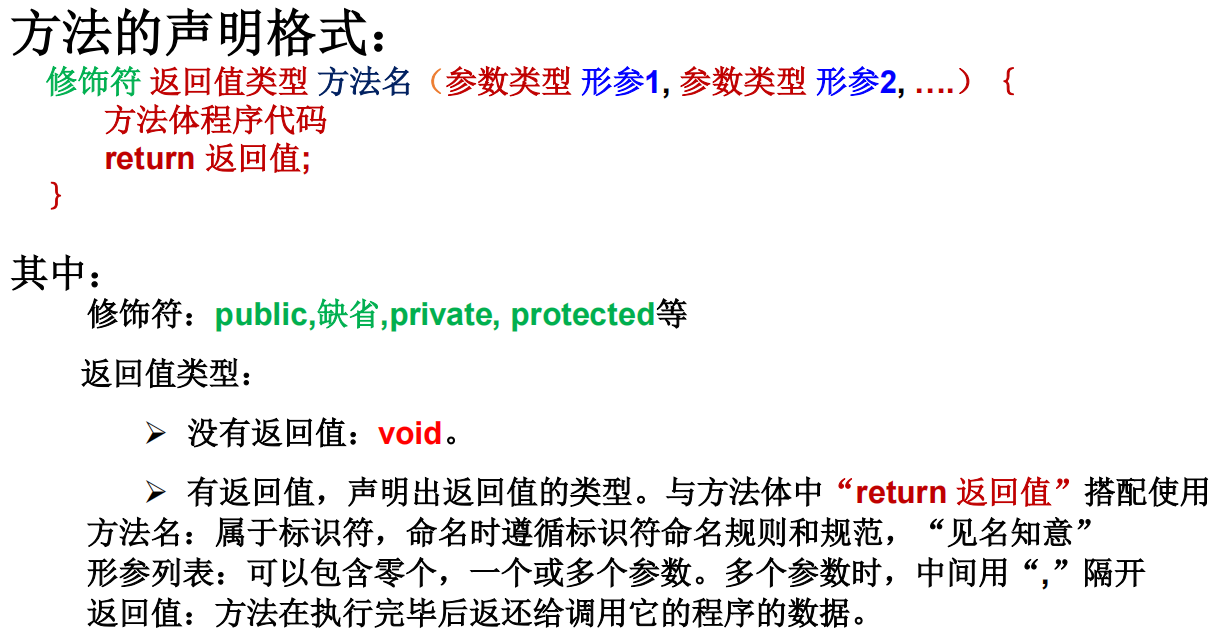 方法的声明格式：
修饰符 返回值类型 方法名（参数类型 形参1, 参数类型 形参2, ….）｛
方法体程序代码
return 返回值;
｝
其中：
修饰符：public,缺省,private, protected等
返回值类型：
➢ 没有返回值：void。
➢ 有返回值，声明出返回值的类型。与方法体中“return 返回值”搭配使用
方法名：属于标识符，命名时遵循标识符命名规则和规范，“见名知意”
形参列表：可以包含零个，一个或多个参数。多个参数时，中间用“,”隔开
返回值：方法在执行完毕后返还给调用它的程序的数据。